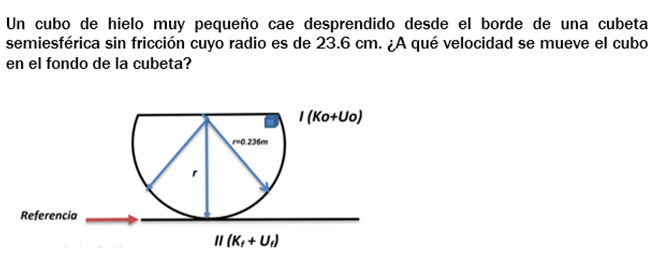 Un cubo de hielo muy pequeño cae desprendido desde el borde de una cubeta
semiesférica sin fricción cuyo radio es de 23.6 cm. ¿A qué velocidad se mueve el cubo
en el fondo de la cubeta?
I (Ko+Uo)
r=0.236m
r
Referencia
II (Kf + Uf)